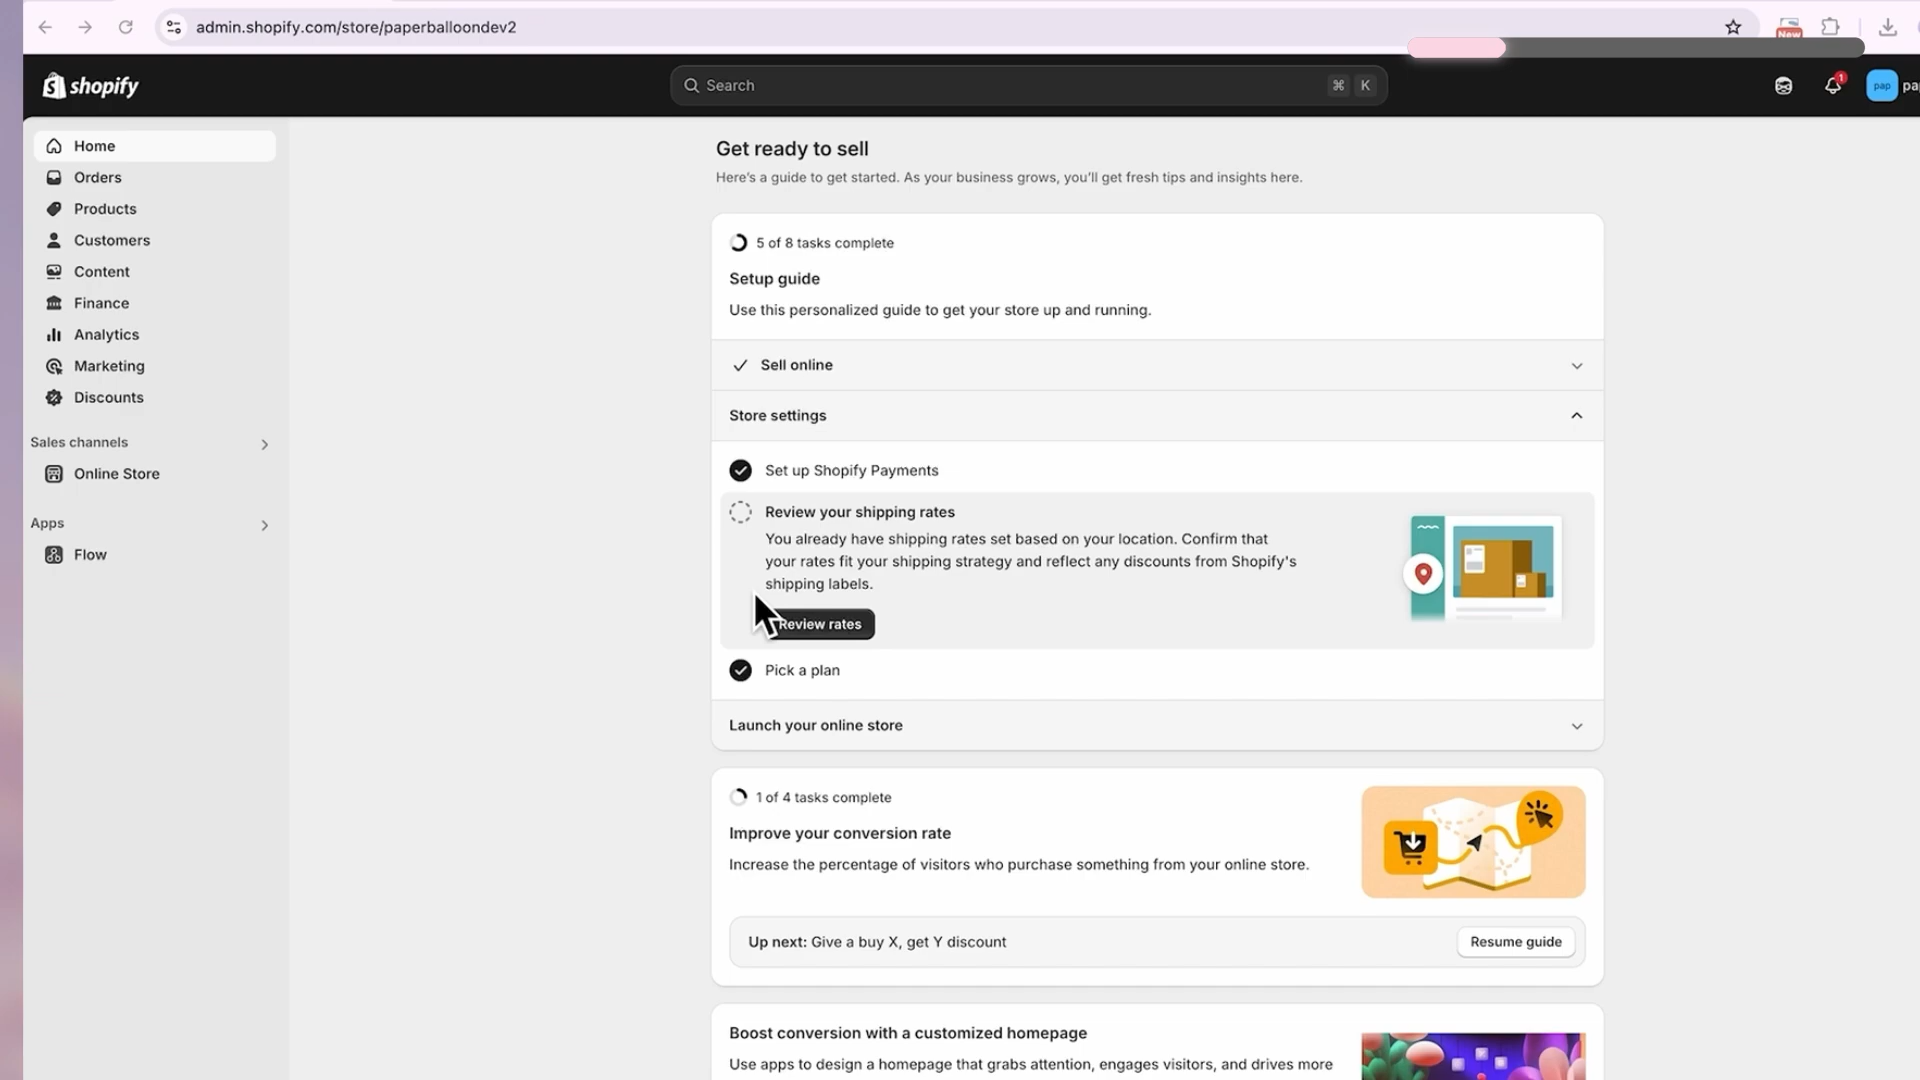 admin.shopify.com/store/paperballoondev2
New
shopify
Search
⌘ K
1
pap
Home
Orders
Products
Customers
Content
Finance
Analytics
Marketing
Discounts
Sales channels
Online Store
Apps
Flow
Get ready to sell
Here's a guide to get started. As your business grows, you'll get fresh tips and insights here.
5 of 8 tasks complete
Setup guide
Use this personalized guide to get your store up and running.
Sell online
Store settings
Set up Shopify Payments
Review your shipping rates
You already have shipping rates set based on your location. Confirm that
your rates fit your shipping strategy and reflect any discounts from Shopify's
shipping labels.
Review rates
Pick a plan
Launch your online store
1 of 4 tasks complete
Improve your conversion rate
Increase the percentage of visitors who purchase something from your online store.
Up next: Give a buy X, get Y discount
Resume guide
Boost conversion with a customized homepage
Use apps to design a homepage that grabs attention, engages visitors, and drives more